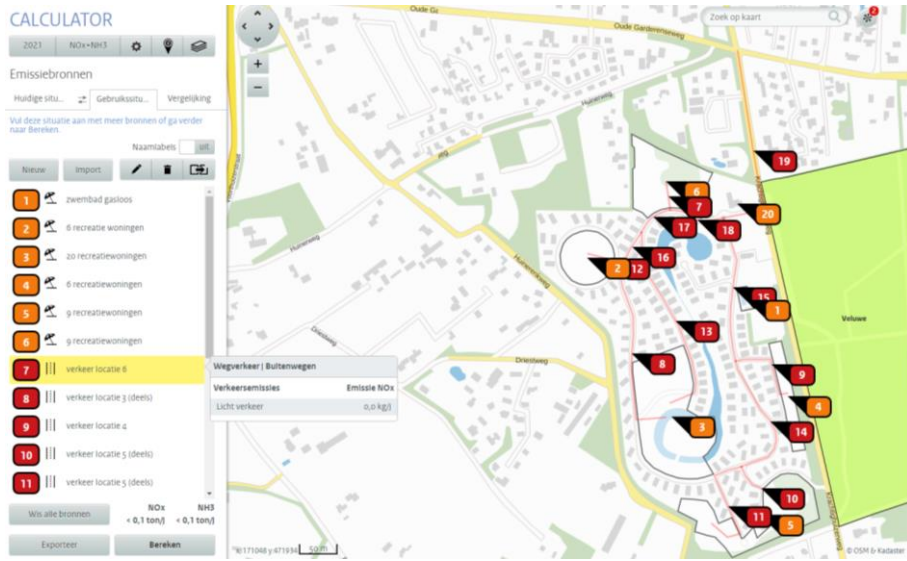 CALCULATOR
2021 NOx+NH3
Emissiebronnen
Huidige situ... Gebruikssitu... Vergelijking
Vul deze situatie aan met meer bronnen of ga verder
naar Bereken.
Naamlabels uit
Nieuw Import
1 zwembad gasloos
2 6 recreatie woningen
3 20 recreatiewoningen
4 6 recreatiewoningen
5 9 recreatiewoningen
6 9 recreatiewoningen
7 verkeer locatie 6
8 verkeer locatie 3 (deels)
9 verkeer locatie 4
10 verkeer locatie 5 (deels)
11 verkeer locatie 5 (deels)
NOx NH3
Wis alle bronnen < 0,1 ton/j < 0,1 ton/j
Exporteer Bereken
Wegverkeer | Buitenwegen
Verkeersemissies Emissie NOx
Licht verkeer 0,0 kg/j
Zoek op kaart
2
Oude Ga
Oude Garderenseweg
Huinerweg
Huinerweg
Driestweg
Driestweg
Veluwe
19
6
7
20
17
18
16
2
12
15
1
13
8
9
4
3
14
10
11
5
50 m
© OSM & Kadaster